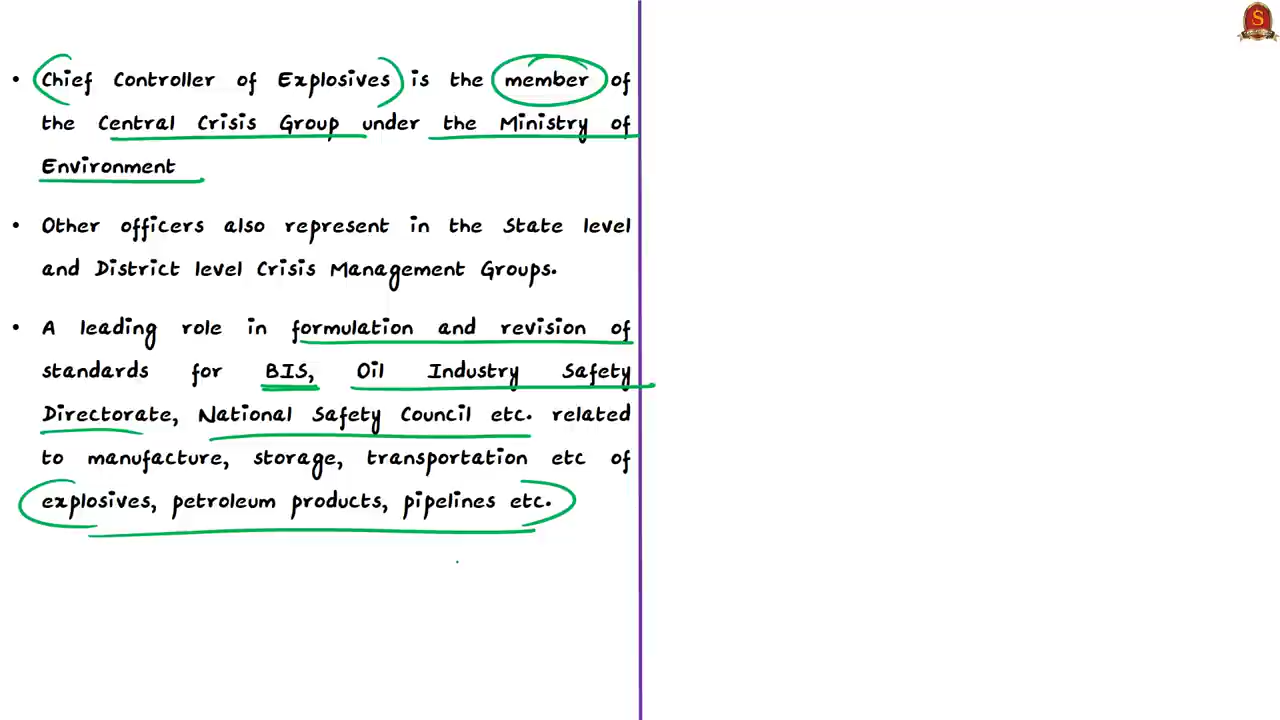 • Chief Controller of Explosives is the member of
the Central Crisis Group under the Ministry of
Environment
• Other officers also represent in the State level
and District level Crisis Management Groups.
• A leading role in formulation and revision of
standards for BIS, Oil Industry Safety
Directorate, National Safety Council etc. related
to manufacture, storage, transportation etc of
explosives, petroleum products, pipelines etc.
S